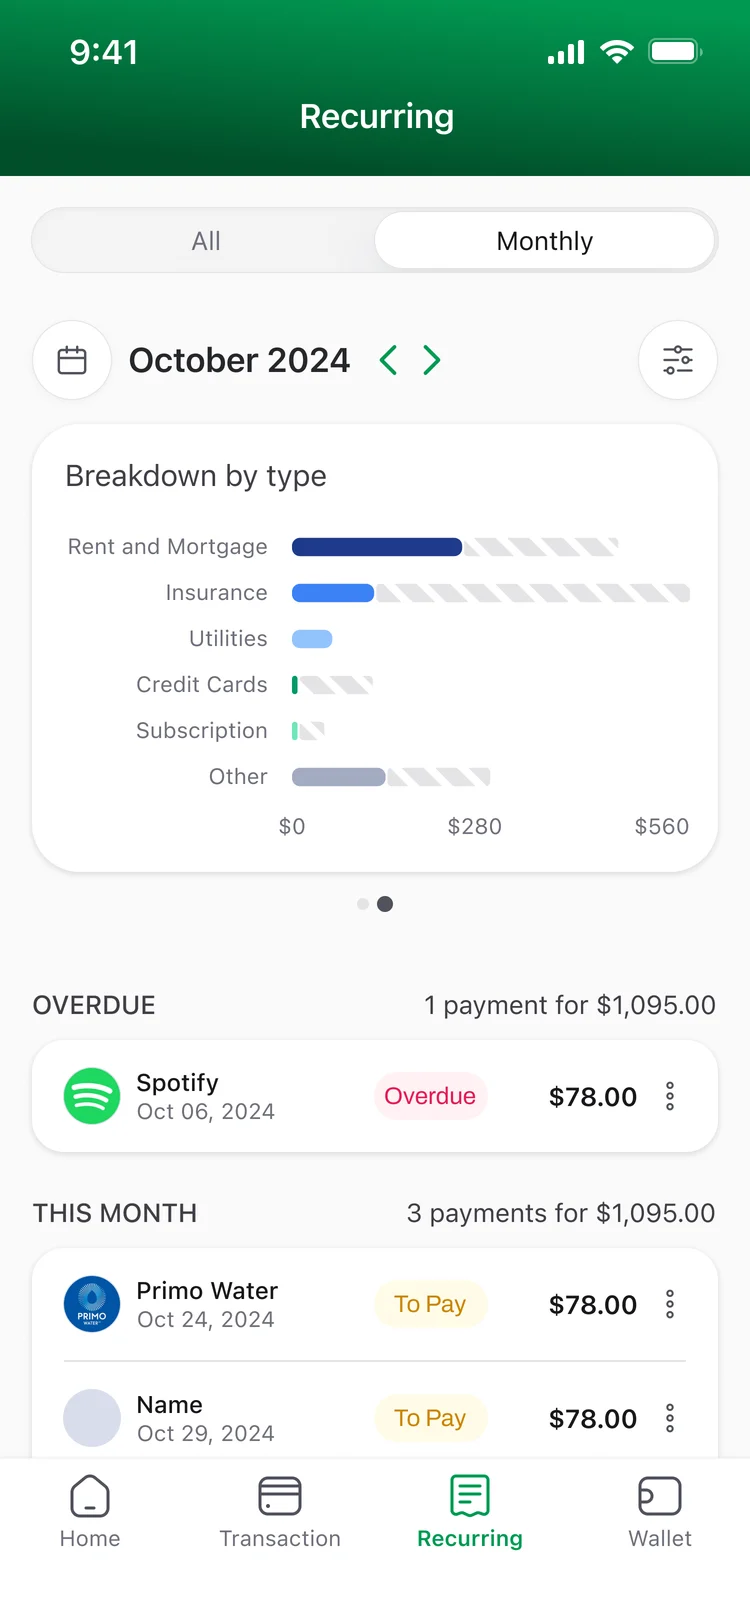 9:41
Recurring
All
Monthly
October 2024
Breakdown by type
Rent and Mortgage
Insurance
Utilities
Credit Cards
Subscription
Other
$0 $280 $560
OVERDUE 1 payment for $1,095.00
Spotify
Oct 06, 2024
Overdue
$78.00
THIS MONTH 3 payments for $1,095.00
PRIMO
WATER
Primo Water
Oct 24, 2024
To Pay
$78.00
Name
Oct 29, 2024
To Pay
$78.00
Home Transaction Recurring Wallet